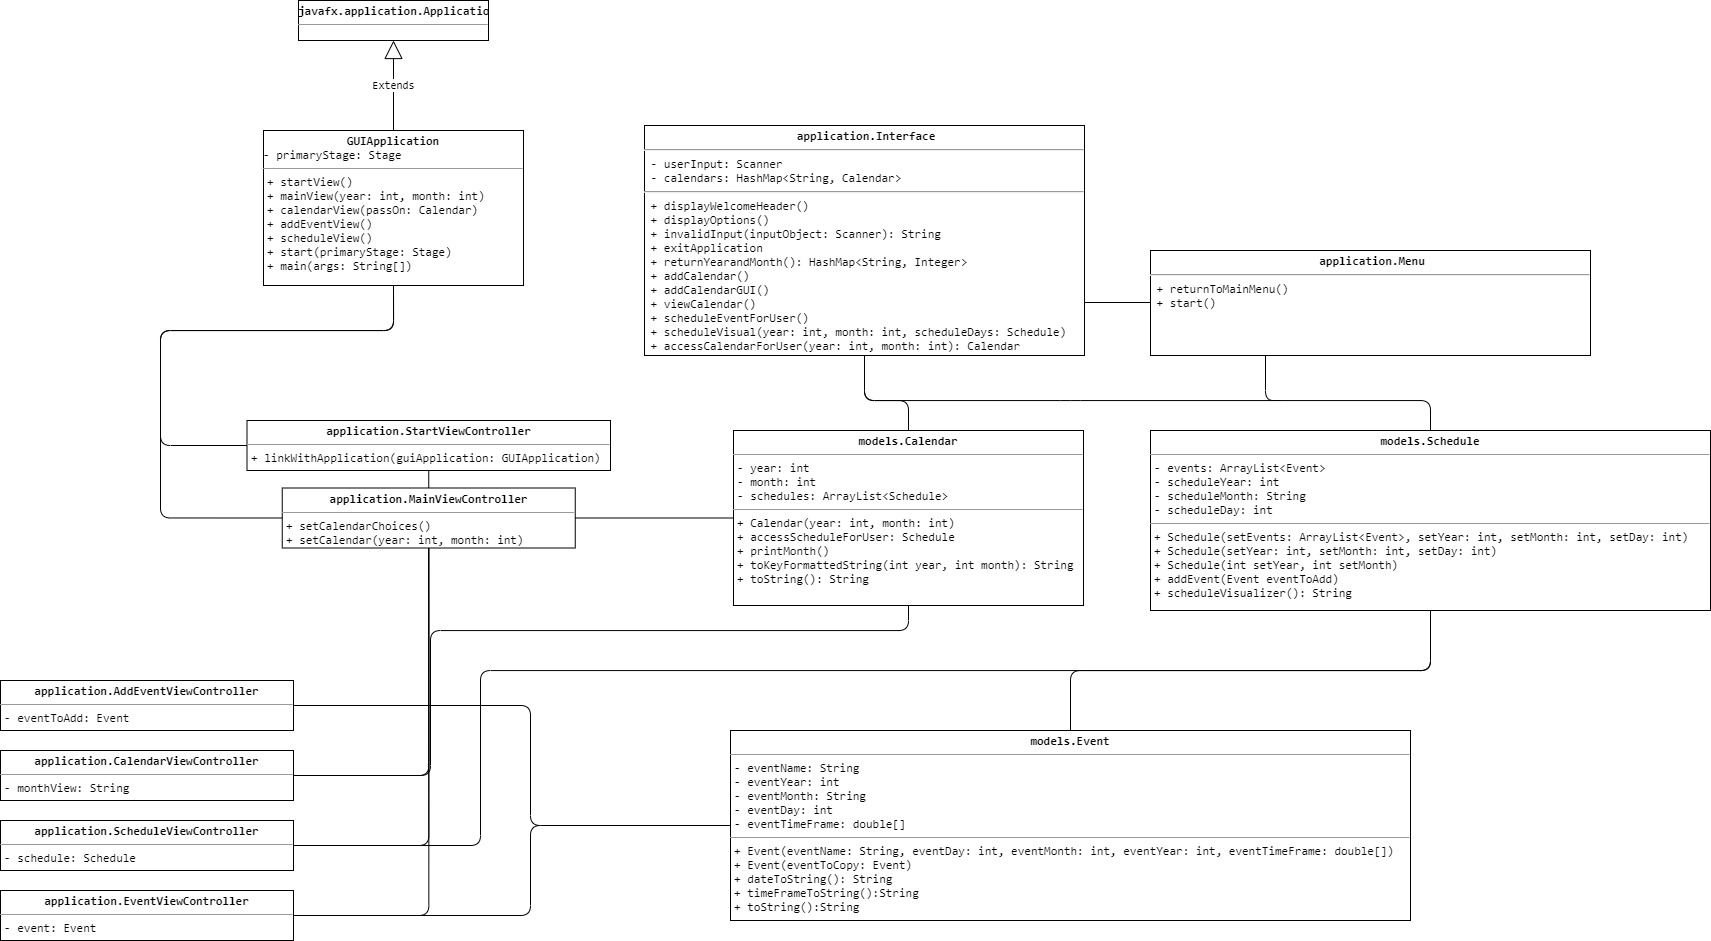 javafx.application.Applicatio
Extends
GUIApplication
- primaryStage: Stage
+ startView()
+ mainView(year: int, month: int)
+ calendarView(passOn: Calendar)
+ addEventView()
+ scheduleView()
+ start(primaryStage: Stage)
+ main(args: String[])
application.Interface
- userInput: Scanner
- calendars: HashMap<String, Calendar>
+ displayWelcomeHeader()
+ displayOptions()
+ invalidInput(inputObject: Scanner): String
+ exitApplication
+ returnYearandMonth(): HashMap<String, Integer>
+ addCalendar()
+ addCalendarGUI()
+ viewCalendar()
+ scheduleEventForUser()
+ scheduleVisual(year: int, month: int, scheduleDays: Schedule)
+ accessCalendarForUser(year: int, month: int): Calendar
application.Menu
+ returnToMainMenu()
+ start()
application.StartViewController
+ linkWithApplication(guiApplication: GUIApplication)
application.MainViewController
+ setCalendarChoices()
+ setCalendar(year: int, month: int)
models.Calendar
- year: int
- month: int
- schedules: ArrayList<Schedule>
+ Calendar(year: int, month: int)
+ accessScheduleForUser: Schedule
+ printMonth()
+ toKeyFormattedString(int year, int month): String
+ toString(): String
models.Schedule
- events: ArrayList<Event>
- scheduleYear: int
- scheduleMonth: String
- scheduleDay: int
+ Schedule(setEvents: ArrayList<Event>, setYear: int, setMonth: int, setDay: int)
+ Schedule(setYear: int, setMonth: int, setDay: int)
+ Schedule(int setYear, int setMonth)
+ addEvent(Event eventToAdd)
+ scheduleVisualizer(): String
application.AddEventViewController
- eventToAdd: Event
application.CalendarViewController
- monthView: String
application.ScheduleViewController
- schedule: Schedule
application.EventViewController
- event: Event
models.Event
- eventName: String
- eventYear: int
- eventMonth: String
- eventDay: int
- eventTimeFrame: double[]
+ Event(eventName: String, eventDay: int, eventMonth: int, eventYear: int, eventTimeFrame: double[])
+ Event(eventToCopy: Event)
+ dateToString(): String
+ timeFrameToString():String
+ toString():String